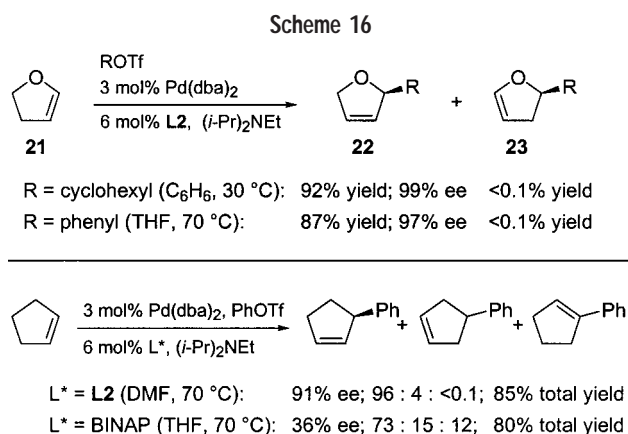 Scheme 16
ROTf
3 mol% Pd(dba)2
6 mol% L2, (i-Pr)2NEt
O
O
R
+
O
R
21
22
23
R = cyclohexyl (C6H6, 30 °C): 92% yield; 99% ee <0.1% yield
R = phenyl (THF, 70 °C): 87% yield; 97% ee <0.1% yield
3 mol% Pd(dba)2, PhOTf
6 mol% L*, (i-Pr)2NEt
Ph
+
Ph
+
Ph
L* = L2 (DMF, 70 °C): 91% ee; 96 : 4 : <0.1; 85% total yield
L* = BINAP (THF, 70 °C): 36% ee; 73 : 15 : 12; 80% total yield